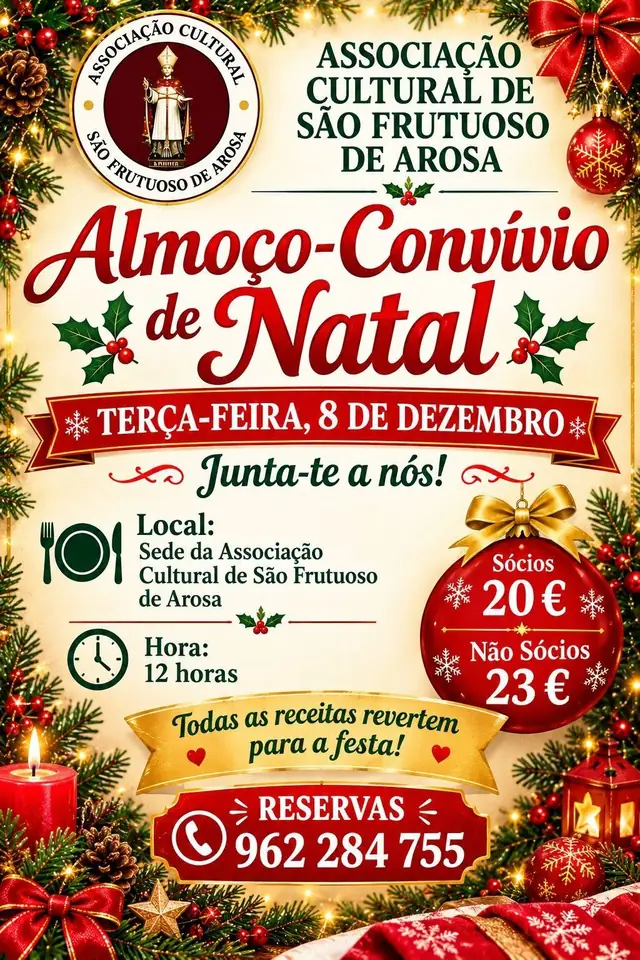 ASSOCIAÇÃO CULTURAL
SÃO FRUTUOSO DE AROSA
ASSOCIAÇÃO
CULTURAL DE
SÃO FRUTUOSO
DE AROSA
Almoço-Convívio
de Natal
TERÇA-FEIRA, 8 DE DEZEMBRO
Junta-te a nós!
Local:
Sede da Associação
Cultural de São Frutuoso
de Arosa
Sócios
20 €
Não Sócios
23 €
Hora:
12 horas
Todas as receitas revertem
para a festa!
RESERVAS
962 284 755